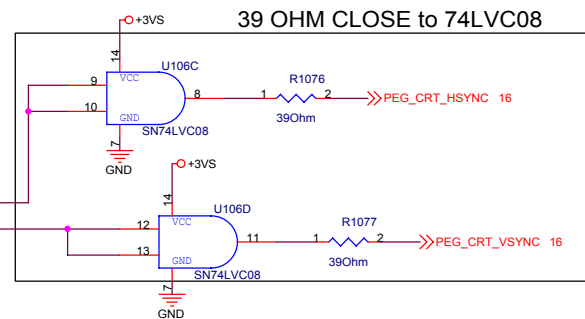 39 OHM CLOSE to 74LVC08
+3VS
14
U106C
VCC
9
10
8
GND
SN74LVC08
7
GND
1 R1076 2
39Ohm
PEG_CRT_HSYNC 16
+3VS
14
U106D
VCC
12
13
11
GND
SN74LVC08
7
GND
1 R1077 2
39Ohm
PEG_CRT_VSYNC 16